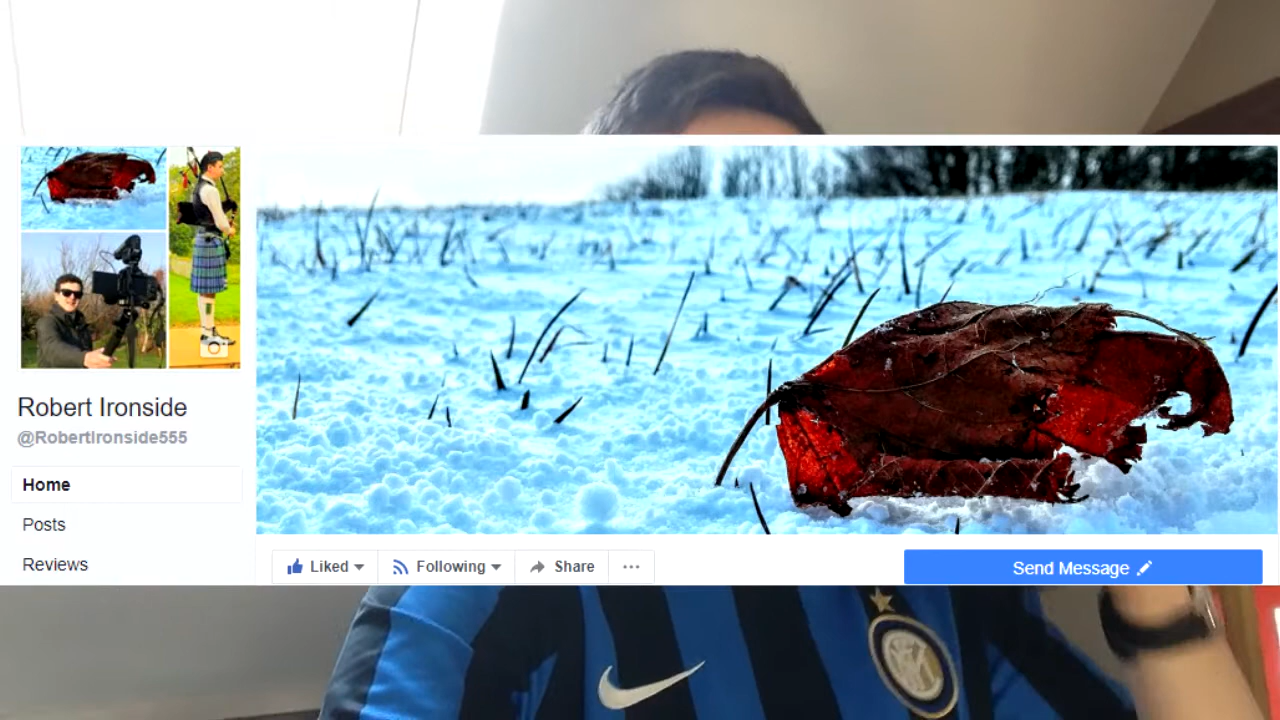 Robert Ironside
@RobertIronside555
Home
Posts
Reviews
Liked
Following
Share
Send Message